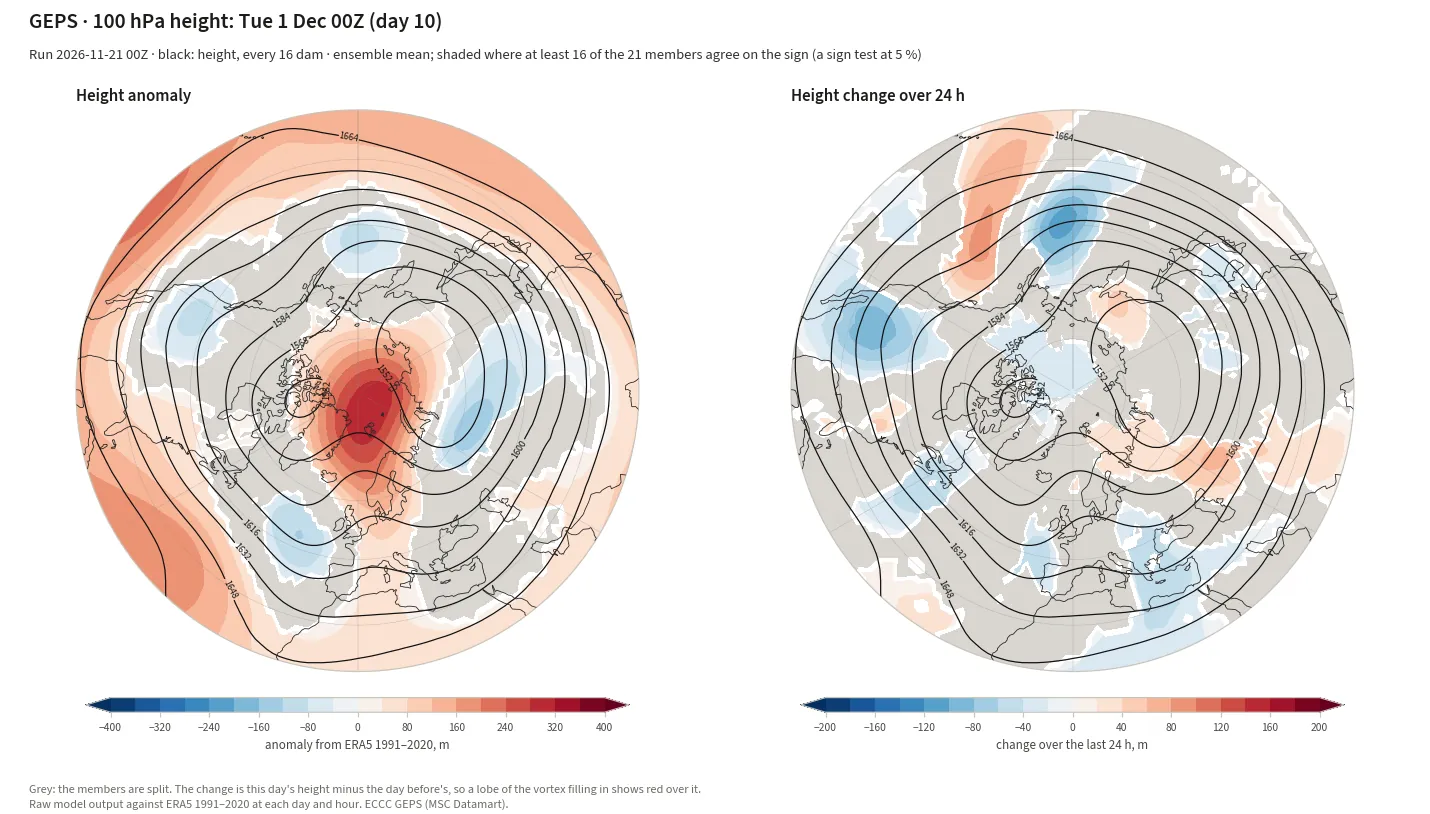 GEPS · 100 hPa height: Tue 1 Dec 00Z (day 10)
Run 2026-11-21 00Z · black: height, every 16 dam · ensemble mean; shaded where at least 16 of the 21 members agree on the sign (a sign test at 5 %)
Height anomaly
Height change over 24 h
1664
1584
1568
1552
1600
1616
1632
1648
1664
1584
1568
1552
1600
1616
1632
1648
−400 −320 −240 −160 −80 0 80 160 240 320 400
anomaly from ERA5 1991–2020, m
−200 −160 −120 −80 −40 0 40 80 120 160 200
change over the last 24 h, m
Grey: the members are split. The change is this day's height minus the day before's, so a lobe of the vortex filling in shows red over it.
Raw model output against ERA5 1991–2020 at each day and hour. ECCC GEPS (MSC Datamart).